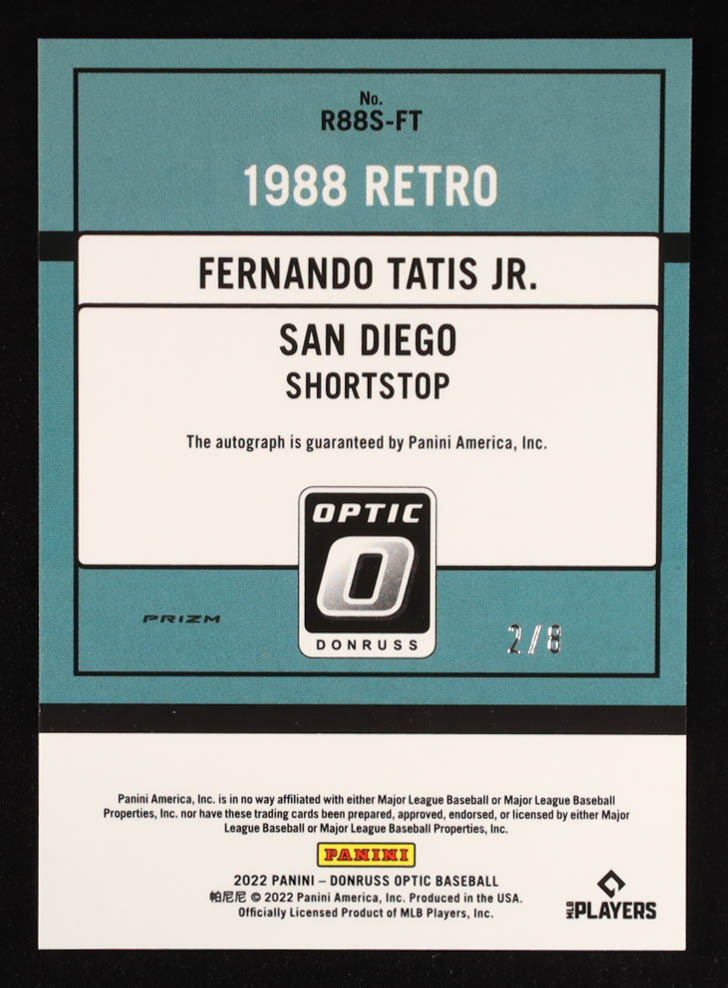 No.
R88S-FT
1988 RETRO
FERNANDO TATIS JR.
SAN DIEGO
SHORTSTOP
The autograph is guaranteed by Panini America, Inc.
OPTIC
O
DONRUSS
PRIZM
2/8
Panini America, Inc. is in no way affiliated with either Major League Baseball or Major League Baseball
Properties, Inc. nor have these trading cards been prepared, approved, endorsed, or licensed by either Major
League Baseball or Major League Baseball Properties, Inc.
PANINI
2022 PANINI – DONRUSS OPTIC BASEBALL
帕尼尼 © 2022 Panini America, Inc. Produced in the USA.
Officially Licensed Product of MLB Players, Inc.
MLB PLAYERS